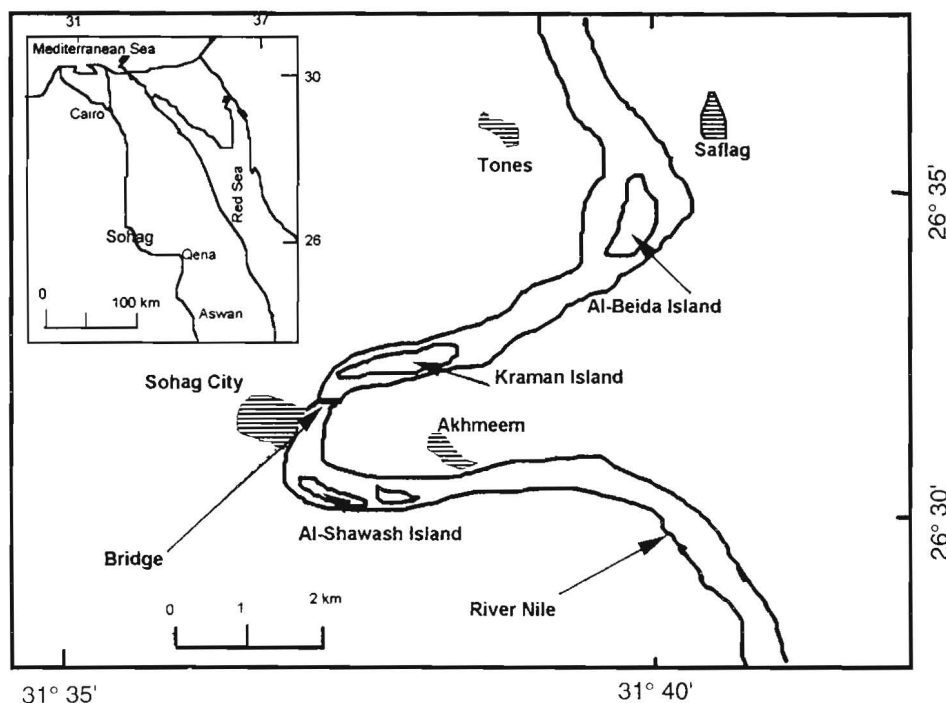 31
37
Mediterranean Sea
30
Cairo
Red Sea
Sohag
26
Qena
0
100 km
Aswan
Tones
Saflag
26° 35'
Al-Beida Island
Sohag City
Kraman Island
Akhmeem
Al-Shawash Island
26° 30'
Bridge
River Nile
0 1 2 km
31° 35'
31° 40'